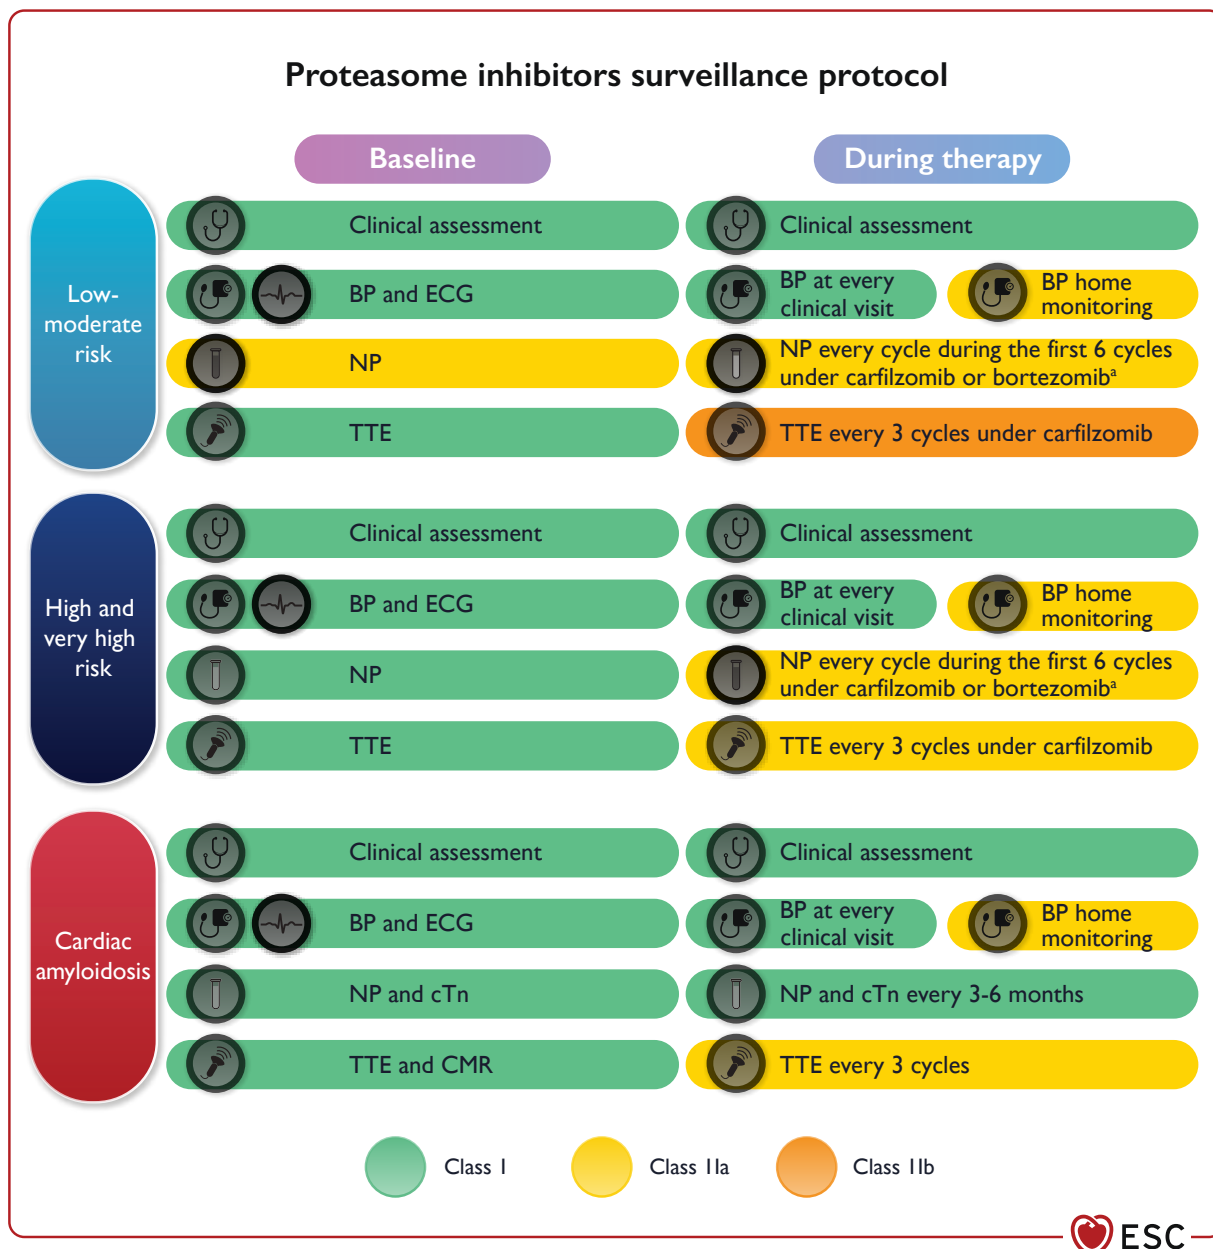 Proteasome inhibitors surveillance protocol
Baseline
During therapy
Low-
moderate
risk
Clinical assessment
Clinical assessment
BP and ECG
BP at every
clinical visit
BP home
monitoring
NP
NP every cycle during the first 6 cycles
under carfilzomib or bortezomibª
TTE
TTE every 3 cycles under carfilzomib
High and
very high
risk
Clinical assessment
Clinical assessment
BP and ECG
BP at every
clinical visit
BP home
monitoring
NP
NP every cycle during the first 6 cycles
under carfilzomib or bortezomibª
TTE
TTE every 3 cycles under carfilzomib
Cardiac
amyloidosis
Clinical assessment
Clinical assessment
BP and ECG
BP at every
clinical visit
BP home
monitoring
NP and cTn
NP and cTn every 3-6 months
TTE and CMR
TTE every 3 cycles
Class I
Class IIa
Class IIb
ESC